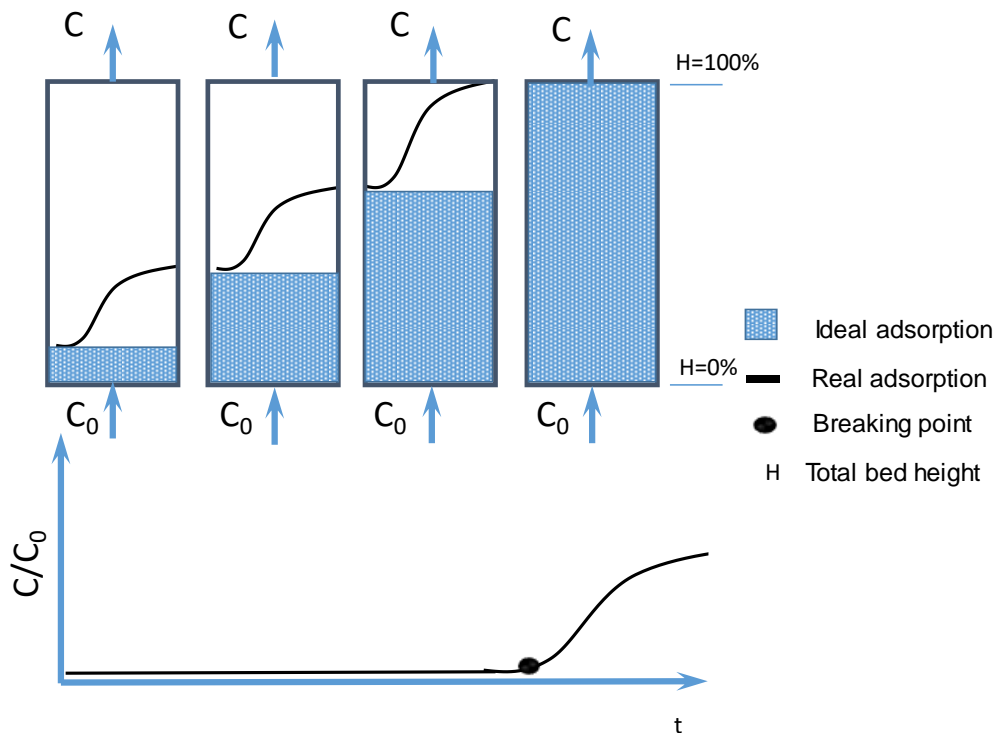 C
C
C
C
H=100%
H=0%
C₀
C₀
C₀
C₀
Ideal adsorption
Real adsorption
Breaking point
H Total bed height
C/C₀
t